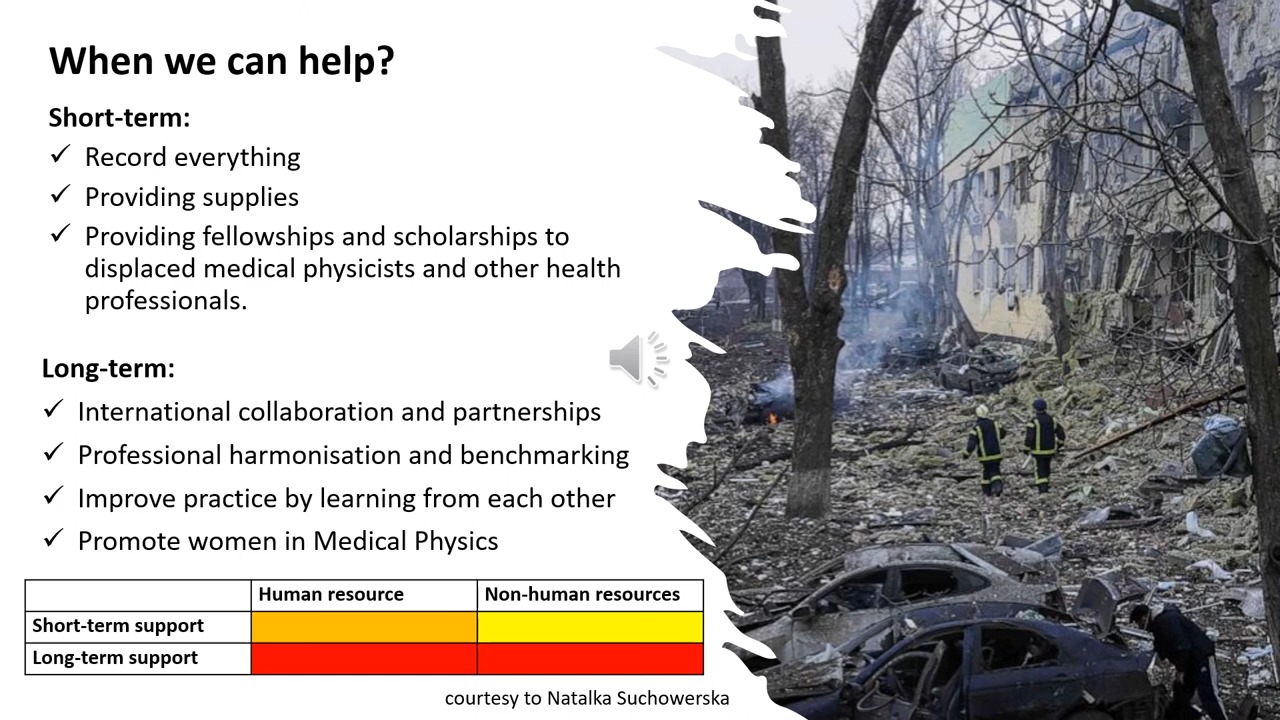 When we can help?
Short-term:
✓ Record everything
✓ Providing supplies
✓ Providing fellowships and scholarships to
displaced medical physicists and other health
professionals.
Long-term:
✓ International collaboration and partnerships
✓ Professional harmonisation and benchmarking
✓ Improve practice by learning from each other
✓ Promote women in Medical Physics
Human resource Non-human resources
Short-term support
Long-term support
courtesy to Natalka Suchowerska